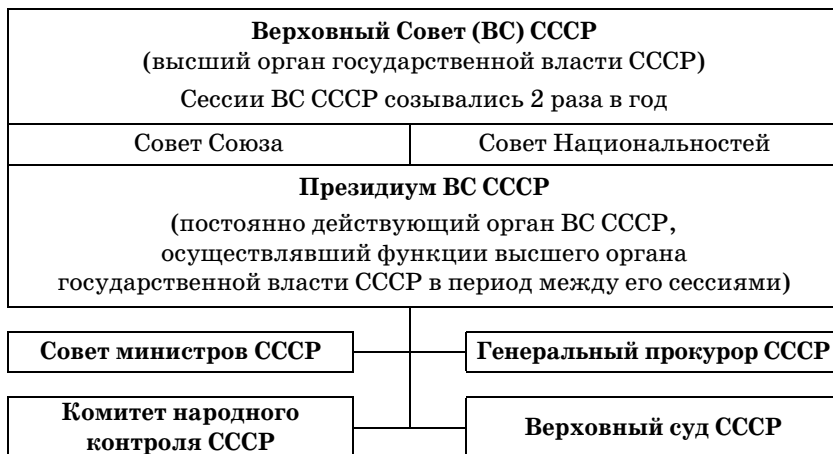 Верховный Совет (ВС) СССР
(высший орган государственной власти СССР)
Сессии ВС СССР созывались 2 раза в год
Совет Союза
Совет Национальностей
Президиум ВС СССР
(постоянно действующий орган ВС СССР,
осуществлявший функции высшего органа
государственной власти СССР в период между его сессиями)
Совет министров СССР
Генеральный прокурор СССР
Комитет народного
контроля СССР
Верховный суд СССР